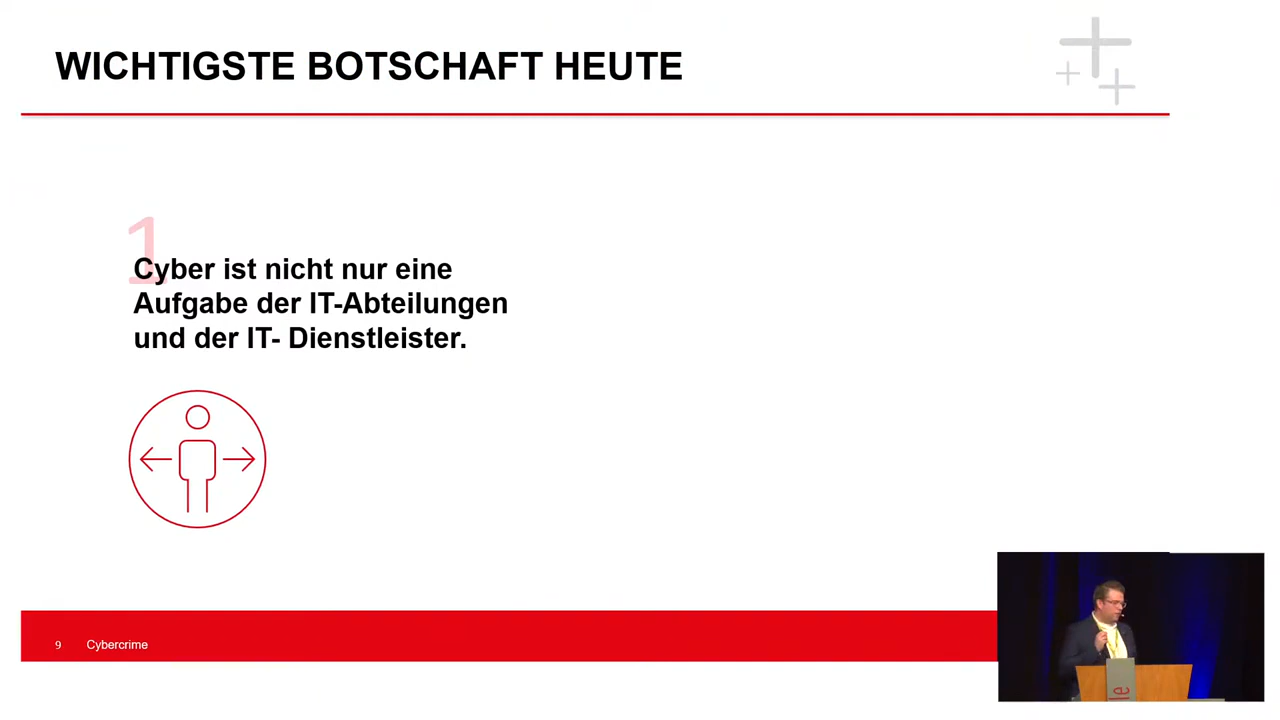 WICHTIGSTE BOTSCHAFT HEUTE
1
Cyber ist nicht nur eine
Aufgabe der IT-Abteilungen
und der IT- Dienstleister.
9 Cybercrime
le